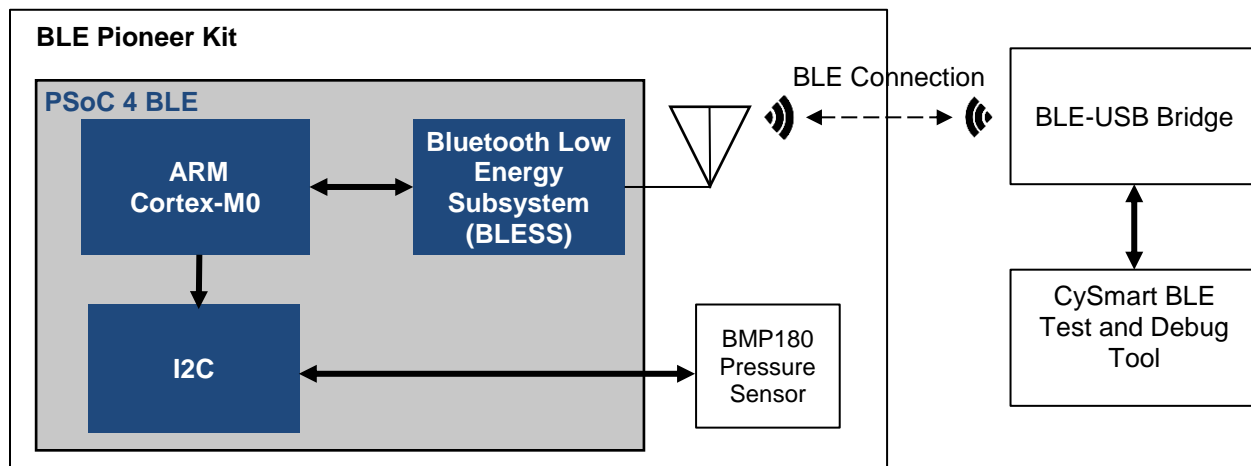 BLE Pioneer Kit
PSoC 4 BLE
ARM
Cortex-M0
Bluetooth Low
Energy
Subsystem
(BLESS)
I2C
BMP180
Pressure
Sensor
BLE Connection
BLE-USB Bridge
CySmart BLE
Test and Debug
Tool